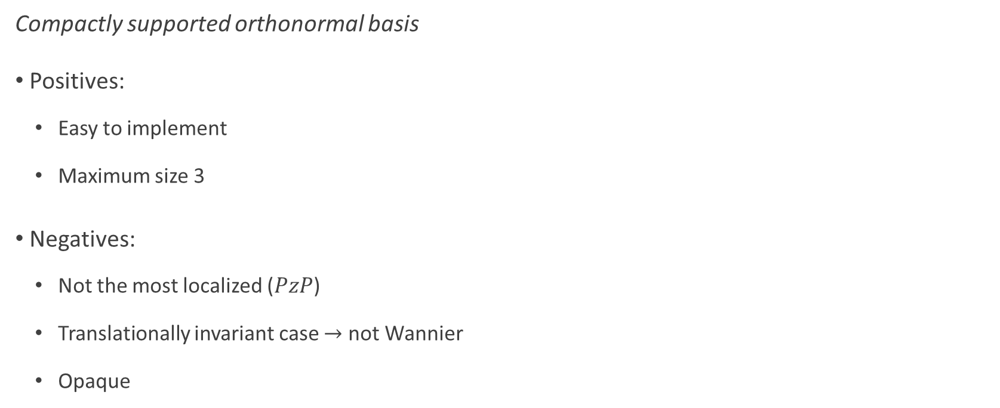 Compactly supported orthonormal basis
• Positives:
• Easy to implement
• Maximum size 3
• Negatives:
• Not the most localized (PzP)
• Translationally invariant case → not Wannier
• Opaque